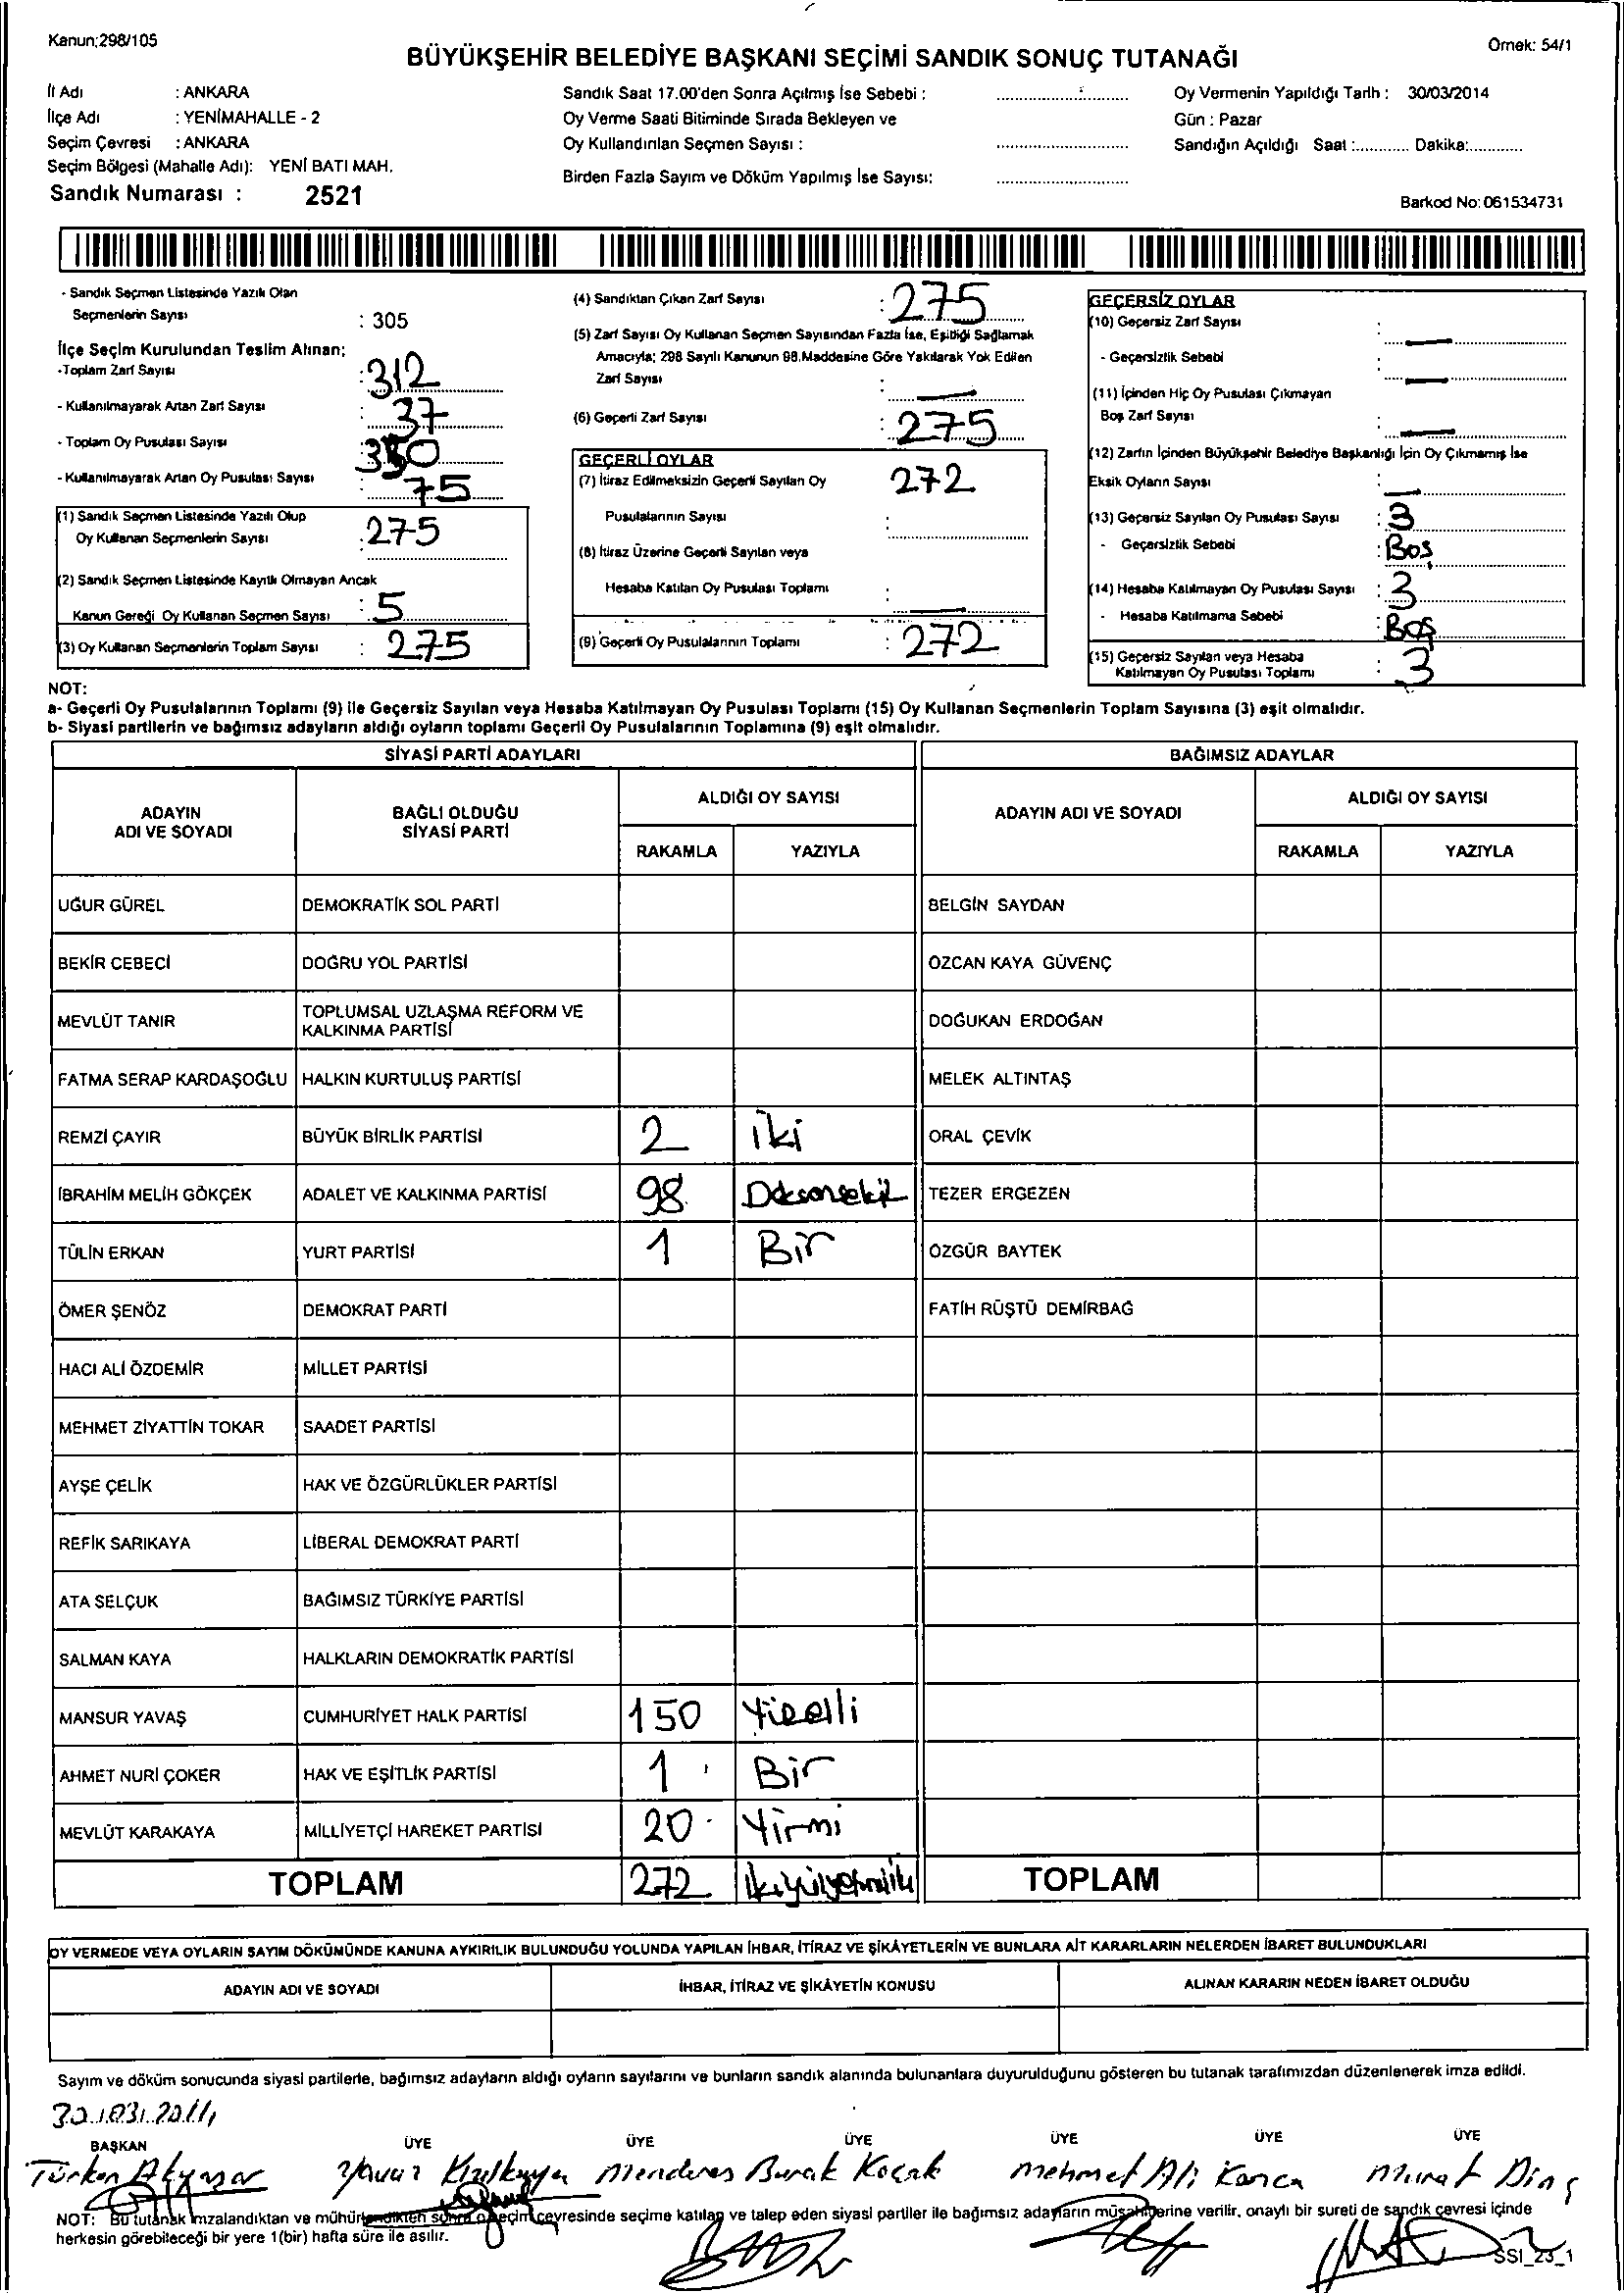 Kanun:298/105
Örnek: 54/1
BÜYÜKŞEHİR BELEDİYE BAŞKANI SEÇİMİ SANDIK SONUÇ TUTANAĞI
İl Adı : ANKARA
İlçe Adı : YENİMAHALLE - 2
Seçim Çevresi : ANKARA
Seçim Bölgesi (Mahalle Adı): YENİ BATI MAH.
Sandık Numarası : 2521
Sandık Saat 17.00'den Sonra Açılmış İse Sebebi :
Oy Verme Saati Bitiminde Sırada Bekleyen ve
Oy Kullandırılan Seçmen Sayısı :
Birden Fazla Sayım ve Döküm Yapılmış İse Sayısı:
Oy Vermenin Yapıldığı Tarih : 30/03/2014
Gün : Pazar
Sandığın Açıldığı Saat :............ Dakika:............
Barkod No:061534731
- Sandık Seçmen Listesinde Yazılı Olan
Seçmenlerin Sayısı : 305
İlçe Seçim Kurulundan Teslim Alınan;
-Toplam Zarf Sayısı : 312
- Kullanılmayarak Artan Zarf Sayısı : 37
- Toplam Oy Pusulası Sayısı : 350
- Kullanılmayarak Artan Oy Pusulası Sayısı : 75
(1) Sandık Seçmen Listesinde Yazılı Olup
Oy Kullanan Seçmenlerin Sayısı : 275
(2) Sandık Seçmen Listesinde Kayıtlı Olmayan Ancak
Kanun Gereği Oy Kullanan Seçmen Sayısı : 5
(3) Oy Kullanan Seçmenlerin Toplam Sayısı : 275
(4) Sandıktan Çıkan Zarf Sayısı : 275
(5) Zarf Sayısı Oy Kullanan Seçmen Sayısından Fazla İse, Eşitliği Sağlamak
Amacıyla; 298 Sayılı Kanunun 98.Maddesine Göre Yakılarak Yok Edilen
Zarf Sayısı : —
(6) Geçerli Zarf Sayısı : 275
GEÇERLİ OYLAR
(7) İtiraz Edilmeksizin Geçerli Sayılan Oy 272
Pusulalarının Sayısı :
(8) İtiraz Üzerine Geçerli Sayılan veya
Hesaba Katılan Oy Pusulası Toplamı : —
(9) Geçerli Oy Pusulalarının Toplamı : 272
GEÇERSİZ OYLAR
(10) Geçersiz Zarf Sayısı : —
- Geçersizlik Sebebi : —
(11) İçinden Hiç Oy Pusulası Çıkmayan
Boş Zarf Sayısı : —
(12) Zarfın İçinden Büyükşehir Belediye Başkanlığı İçin Oy Çıkmamış İse
Eksik Oyların Sayısı : —
(13) Geçersiz Sayılan Oy Pusulası Sayısı : 3
- Geçersizlik Sebebi : Boş
(14) Hesaba Katılmayan Oy Pusulası Sayısı : 3
- Hesaba Katılmama Sebebi : Boş
(15) Geçersiz Sayılan veya Hesaba
Katılmayan Oy Pusulası Toplamı : 3
NOT:
a- Geçerli Oy Pusulalarının Toplamı (9) ile Geçersiz Sayılan veya Hesaba Katılmayan Oy Pusulası Toplamı (15) Oy Kullanan Seçmenlerin Toplam Sayısına (3) eşit olmalıdır.
b- Siyasi partilerin ve bağımsız adayların aldığı oyların toplamı Geçerli Oy Pusulalarının Toplamına (9) eşit olmalıdır.
SİYASİ PARTİ ADAYLARI
BAĞIMSIZ ADAYLAR
ADAYIN ADI VE SOYADI
BAĞLI OLDUĞU SİYASİ PARTİ
ALDIĞI OY SAYISI
RAKAMLA YAZIYLA
ADAYIN ADI VE SOYADI
ALDIĞI OY SAYISI
RAKAMLA YAZIYLA
UĞUR GÜREL DEMOKRATİK SOL PARTİ BELGİN SAYDAN
BEKİR CEBECİ DOĞRU YOL PARTİSİ ÖZCAN KAYA GÜVENÇ
MEVLÜT TANIR TOPLUMSAL UZLAŞMA REFORM VE KALKINMA PARTİSİ DOĞUKAN ERDOĞAN
FATMA SERAP KARDAŞOĞLU HALKIN KURTULUŞ PARTİSİ MELEK ALTINTAŞ
REMZİ ÇAYIR BÜYÜK BİRLİK PARTİSİ 2 iki ORAL ÇEVİK
İBRAHİM MELİH GÖKÇEK ADALET VE KALKINMA PARTİSİ 98 Doksansekiz TEZER ERGEZEN
TÜLİN ERKAN YURT PARTİSİ 1 Bir ÖZGÜR BAYTEK
ÖMER ŞENÖZ DEMOKRAT PARTİ FATİH RÜŞTÜ DEMİRBAĞ
HACI ALİ ÖZDEMİR MİLLET PARTİSİ
MEHMET ZİYATTİN TOKAR SAADET PARTİSİ
AYŞE ÇELİK HAK VE ÖZGÜRLÜKLER PARTİSİ
REFİK SARIKAYA LİBERAL DEMOKRAT PARTİ
ATA SELÇUK BAĞIMSIZ TÜRKİYE PARTİSİ
SALMAN KAYA HALKLARIN DEMOKRATİK PARTİSİ
MANSUR YAVAŞ CUMHURİYET HALK PARTİSİ 150 Yüzelli
AHMET NURİ ÇOKER HAK VE EŞİTLİK PARTİSİ 1 Bir
MEVLÜT KARAKAYA MİLLİYETÇİ HAREKET PARTİSİ 20 Yirmi
TOPLAM 272 İkiyüzyetmişiki TOPLAM
OY VERMEDE VEYA OYLARIN SAYIM DÖKÜMÜNDE KANUNA AYKIRILIK BULUNDUĞU YOLUNDA YAPILAN İHBAR, İTİRAZ VE ŞİKÂYETLERİN VE BUNLARA AİT KARARLARIN NELERDEN İBARET BULUNDUKLARI
ADAYIN ADI VE SOYADI İHBAR, İTİRAZ VE ŞİKÂYETİN KONUSU ALINAN KARARIN NEDEN İBARET OLDUĞU
Sayım ve döküm sonucunda siyasi partilerle, bağımsız adayların aldığı oyların sayılarını ve bunların sandık alanında bulunanlara duyurulduğunu gösteren bu tutanak tarafımızdan düzenlenerek imza edildi.
30/03/2014
BAŞKAN ÜYE ÜYE ÜYE ÜYE ÜYE ÜYE
Türkan Akyaşar Yavuz Kızılkaya Menderes Burak Koçak Mehmet Ali Karıca Murat Dinç
NOT: Bu tutanak imzalandıktan ve mühürlendikten sonra o seçim çevresinde seçime katılan ve talep eden siyasi partiler ile bağımsız adayların müşahitlerine verilir, onaylı bir sureti de sandık çevresi içinde
herkesin görebileceği bir yere 1(bir) hafta süre ile asılır.
SSI_23_1